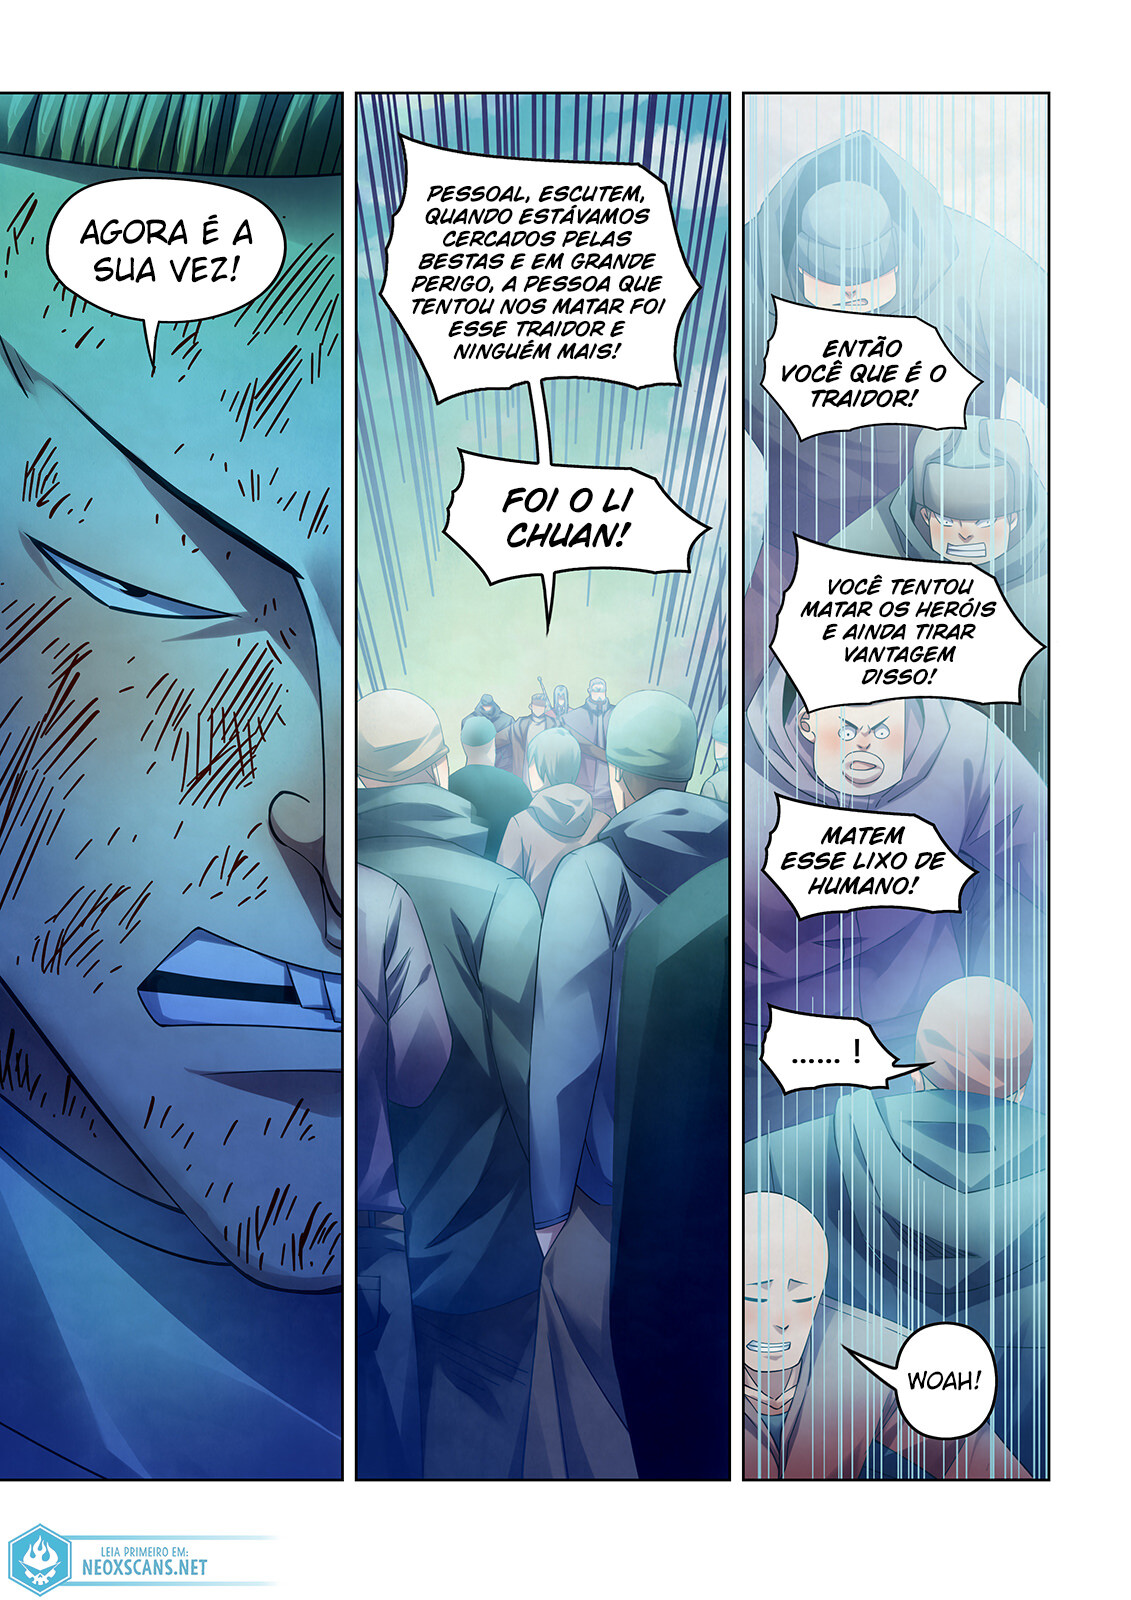 AGORA É A
SUA VEZ!
PESSOAL, ESCUTEM,
QUANDO ESTÁVAMOS
CERCADOS PELAS
BESTAS E EM GRANDE
PERIGO, A PESSOA QUE
TENTOU NOS MATAR FOI
ESSE TRAIDOR E
NINGUÉM MAIS!
FOI O LI
CHUAN!
ENTÃO
VOCÊ QUE É O
TRAIDOR!
VOCÊ TENTOU
MATAR OS HERÓIS
E AINDA TIRAR
VANTAGEM
DISSO!
MATEM
ESSE LIXO DE
HUMANO!
...... !
WOAH!
LEIA PRIMEIRO EM:
NEOXSCANS.NET